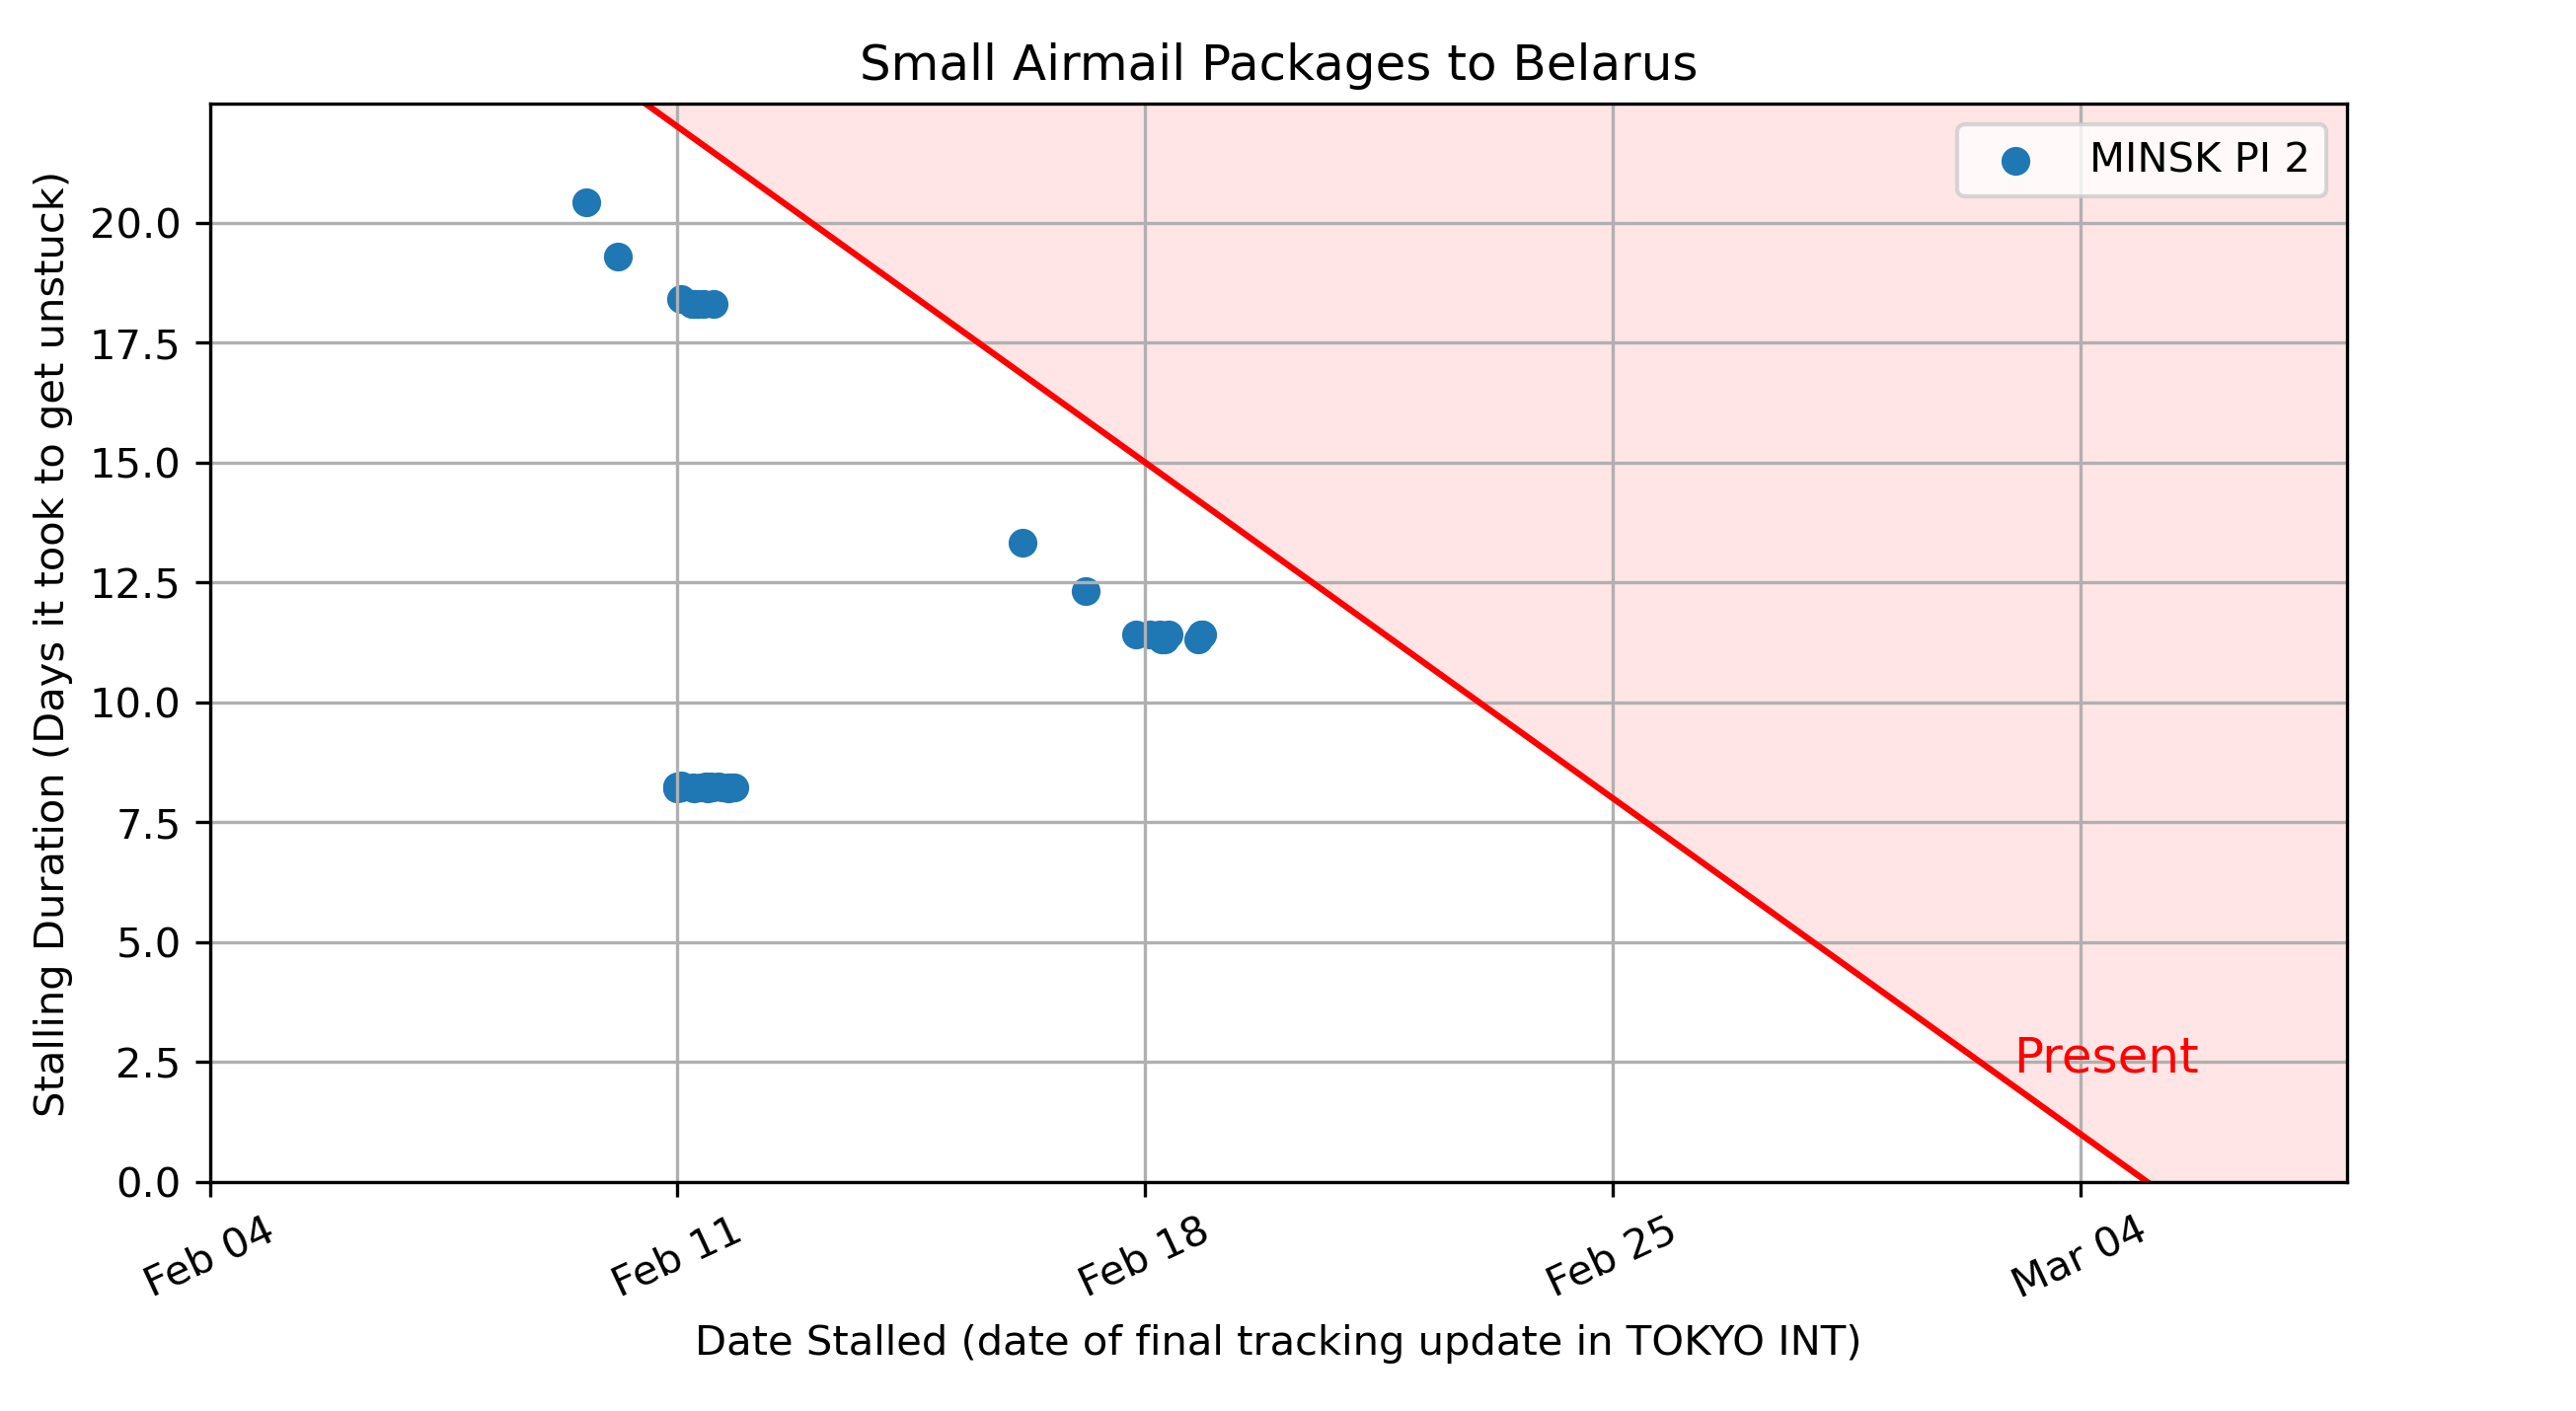 Small Airmail Packages to Belarus
MINSK PI 2
Stalling Duration (Days it took to get unstuck)
20.0
17.5
15.0
12.5
10.0
7.5
5.0
2.5
0.0
Present
Feb 04
Feb 11
Feb 18
Feb 25
Mar 04
Date Stalled (date of final tracking update in TOKYO INT)